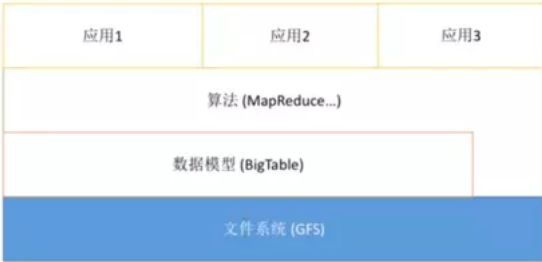 应用1 应用2 应用3
算法 (MapReduce...)
数据模型 (BigTable)
文件系统 (GFS)